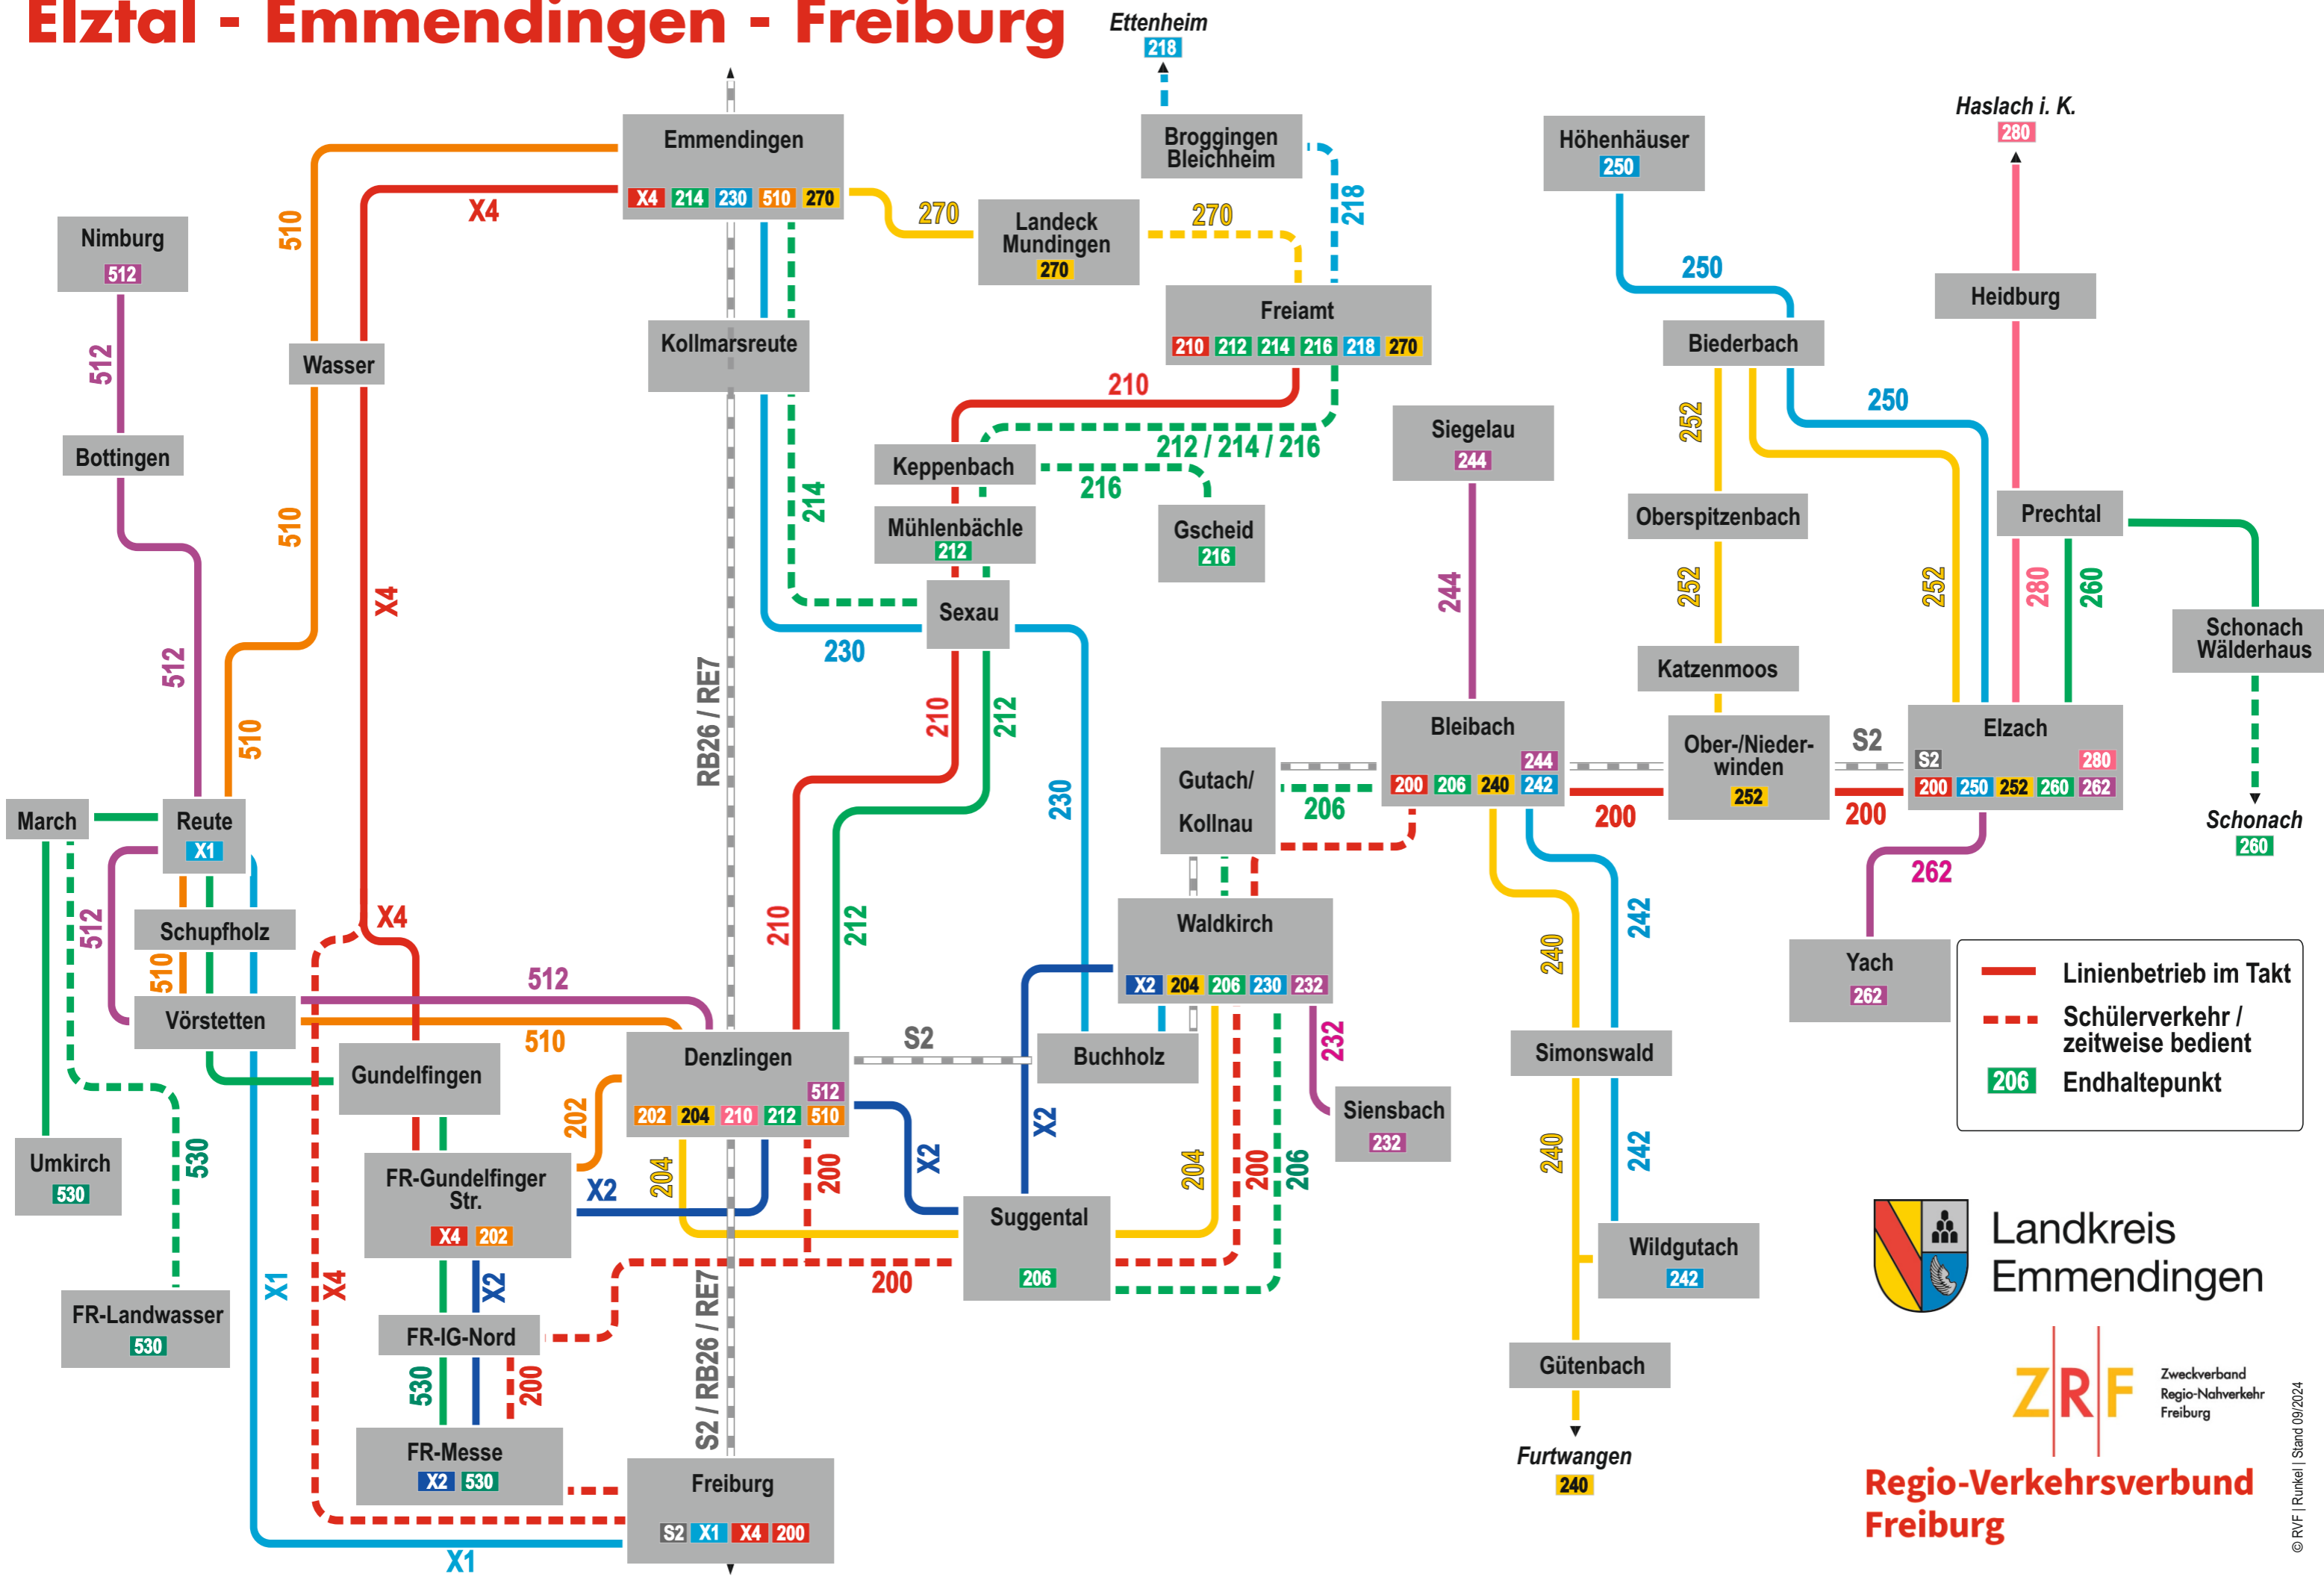 Elztal - Emmendingen - Freiburg
Ettenheim
218
Haslach i. K.
280
Emmendingen
X4 214 230 510 270
Broggingen
Bleichheim
Höhenhäuser
250
510
X4
270
Landeck
Mundingen
270
270
218
Nimburg
512
250
Heidburg
Freiamt
210 212 214 216 218 270
Kollmarsreute
Biederbach
Wasser
512
210
250
Siegelau
244
252
212 / 214 / 216
Bottingen
Keppenbach
216
510
214
Mühlenbächle
212
Gscheid
216
Oberspitzenbach
Prechtal
X4
Sexau
230
244
252
252
280
260
Schonach
Wälderhaus
512
RB26 / RE7
Katzenmoos
510
210
212
Bleibach
244
200 206 240 242
Ober-/Nieder-
winden
252
S2
Elzach
S2 280
200 250 252 260 262
Gutach/
Kollnau
206
230
200
200
March
Reute
X1
Schonach
260
262
512
Schupfholz
X4
210
212
Waldkirch
X2 204 206 230 232
240
242
Yach
262
Linienbetrieb im Takt
Schülerverkehr /
zeitweise bedient
206 Endhaltepunkt
510
512
Vörstetten
510
Gundelfingen
Denzlingen
512
202 204 210 212 510
S2
Buchholz
232
Simonswald
202
X2
Siensbach
232
Umkirch
530
530
FR-Gundelfinger
Str.
X4 202
X2
204
200
X2
204
200
206
240
242
Suggental
206
Wildgutach
242
Landkreis
Emmendingen
X1
X4
X2
200
S2 / RB26 / RE7
FR-Landwasser
530
FR-IG-Nord
530
200
Gütenbach
ZRF
Zweckverband
Regio-Nahverkehr
Freiburg
FR-Messe
X2 530
Freiburg
S2 X1 X4 200
X1
Furtwangen
240
Regio-Verkehrsverbund
Freiburg
© RVF | Runkel | Stand 09/2024